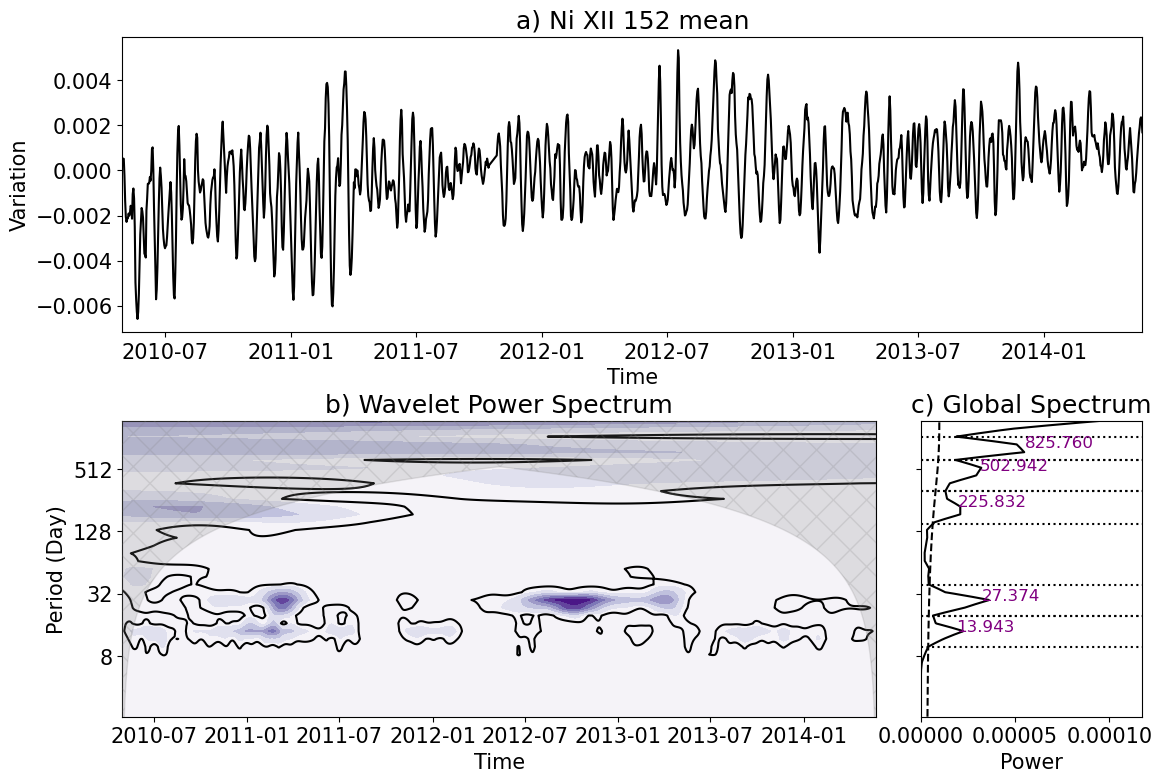 a) Ni XII 152 mean
0.004
0.002
0.000
−0.002
−0.004
−0.006
Variation
2010-07 2011-01 2011-07 2012-01 2012-07 2013-01 2013-07 2014-01
Time
b) Wavelet Power Spectrum
512
128
32
8
Period (Day)
2010-07 2011-01 2011-07 2012-01 2012-07 2013-01 2013-07 2014-01
Time
c) Global Spectrum
825.760
502.942
225.832
27.374
13.943
0.00000 0.00005 0.00010
Power